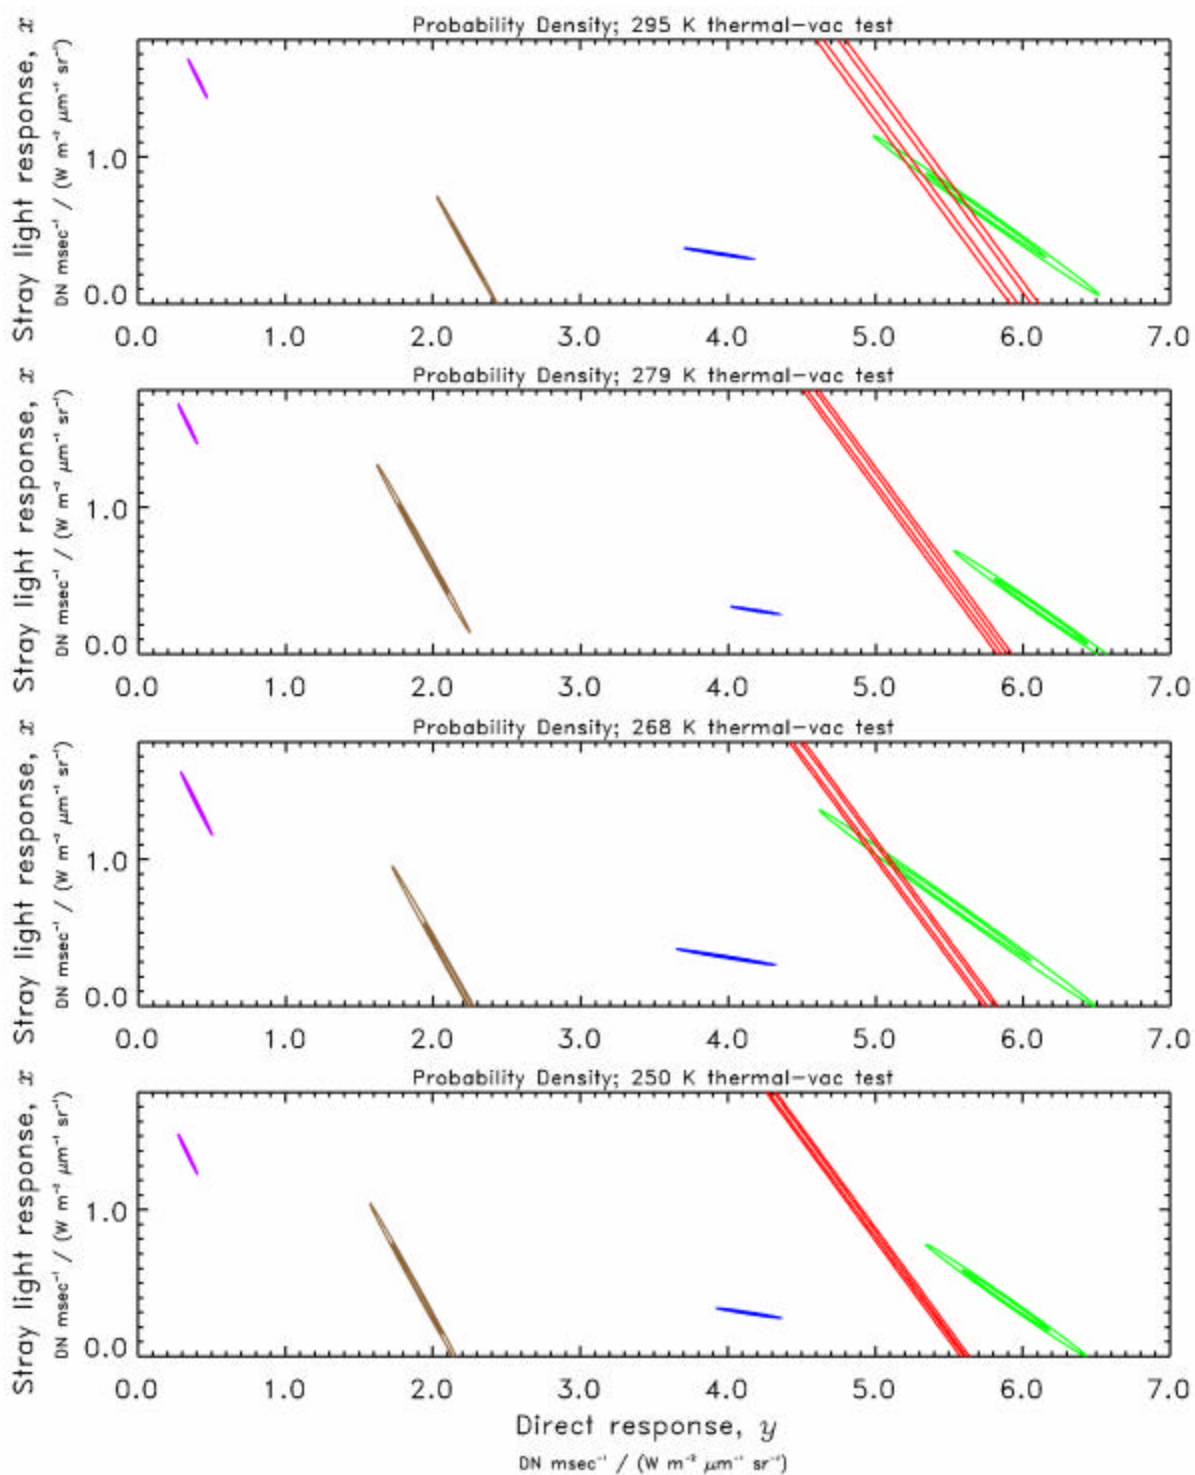 Probability Density; 295 K thermal-vac test
Stray light response, x
DN msec⁻¹ / (W m⁻² μm⁻¹ sr⁻¹)
1.0
0.0
0.0 1.0 2.0 3.0 4.0 5.0 6.0 7.0
Probability Density; 279 K thermal-vac test
Stray light response, x
DN msec⁻¹ / (W m⁻² μm⁻¹ sr⁻¹)
1.0
0.0
0.0 1.0 2.0 3.0 4.0 5.0 6.0 7.0
Probability Density; 268 K thermal-vac test
Stray light response, x
DN msec⁻¹ / (W m⁻² μm⁻¹ sr⁻¹)
1.0
0.0
0.0 1.0 2.0 3.0 4.0 5.0 6.0 7.0
Probability Density; 250 K thermal-vac test
Stray light response, x
DN msec⁻¹ / (W m⁻² μm⁻¹ sr⁻¹)
1.0
0.0
0.0 1.0 2.0 3.0 4.0 5.0 6.0 7.0
Direct response, y
DN msec⁻¹ / (W m⁻² μm⁻¹ sr⁻¹)